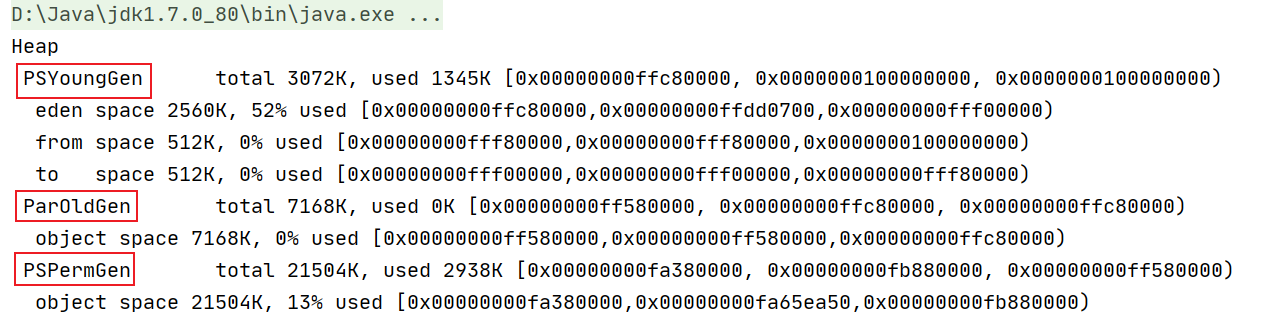 D:\Java\jdk1.7.0_80\bin\java.exe ...
Heap
 PSYoungGen      total 3072K, used 1345K [0x00000000ffc80000, 0x0000000100000000, 0x0000000100000000)
  eden space 2560K, 52% used [0x00000000ffc80000,0x00000000ffdd0700,0x00000000fff00000)
  from space 512K, 0% used [0x00000000fff80000,0x00000000fff80000,0x0000000100000000)
  to   space 512K, 0% used [0x00000000fff00000,0x00000000fff00000,0x00000000fff80000)
 ParOldGen       total 7168K, used 0K [0x00000000ff580000, 0x00000000ffc80000, 0x00000000ffc80000)
  object space 7168K, 0% used [0x00000000ff580000,0x00000000ff580000,0x00000000ffc80000)
 PSPermGen       total 21504K, used 2938K [0x00000000fa380000, 0x00000000fb880000, 0x00000000ff580000)
  object space 21504K, 13% used [0x00000000fa380000,0x00000000fa65ea50,0x00000000fb880000)